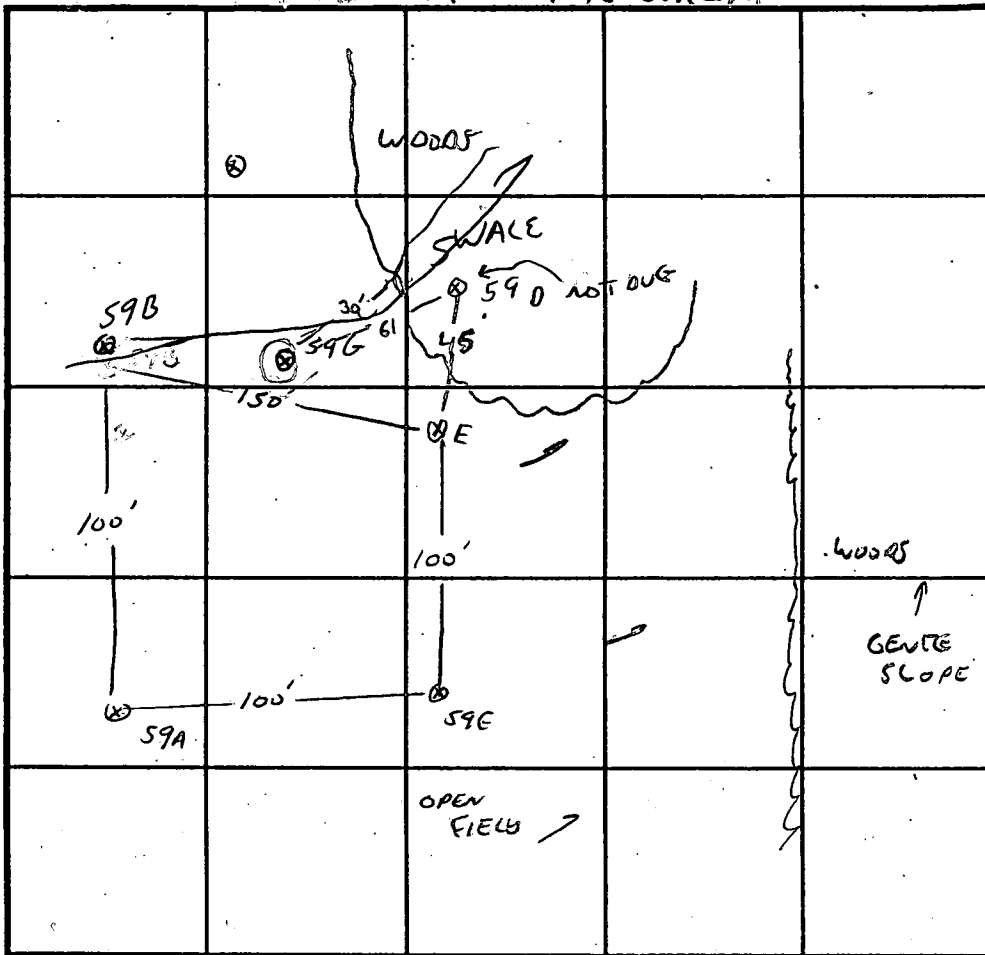 WOODS
SWALE
59D NOT DUG
59B
30'
61
59G
45'
150'
E
100'
100'
WOODS
GENTE
SLOPE
100'
59A
59E
OPEN
FIELD